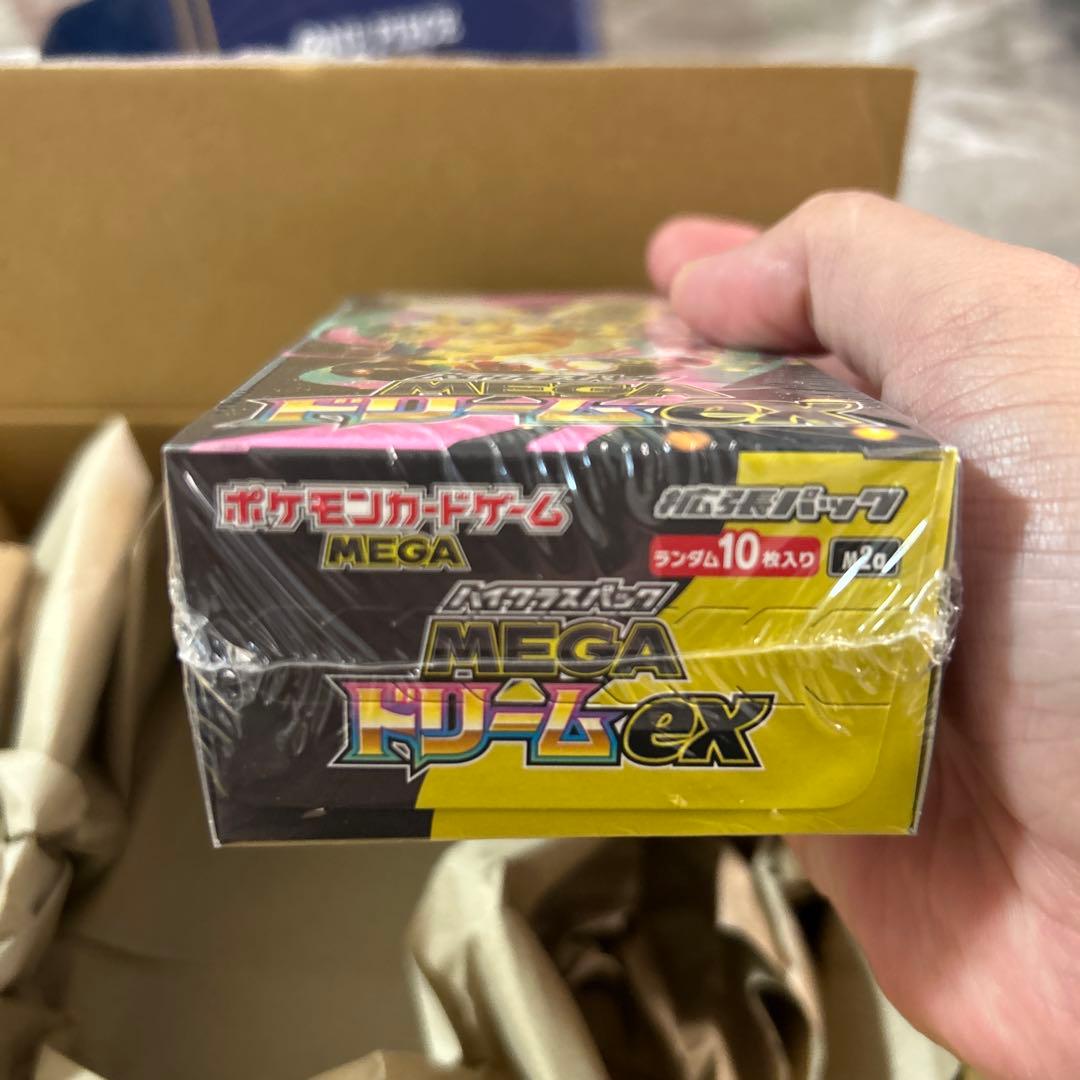 MEGA
ドリームex
ポケモンカードゲーム
MEGA
拡張パック
ランダム10枚入り
M2a
ハイクラスパック
MEGA
ドリームex